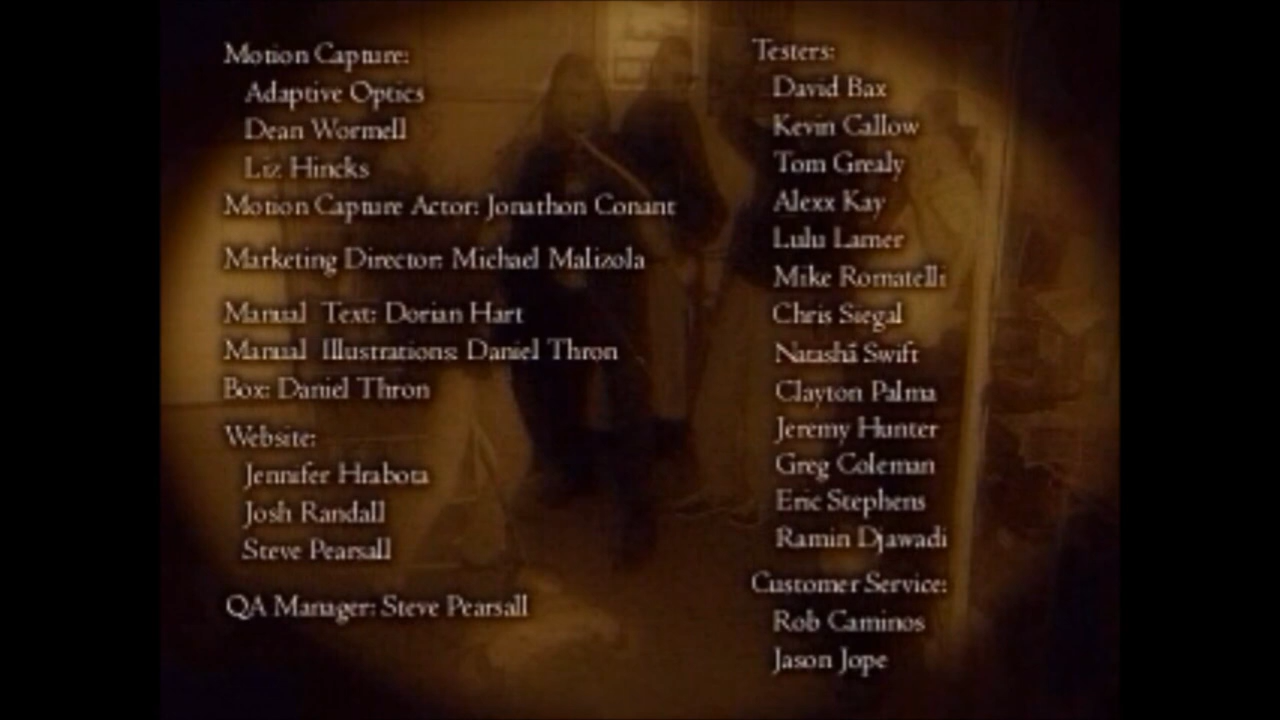 Motion Capture:
Adaptive Optics
Dean Wormell
Liz Hincks
Motion Capture Actor: Jonathon Conant
Marketing Director: Michael Malizola
Manual Text: Dorian Hart
Manual Illustrations: Daniel Thron
Box: Daniel Thron
Website:
Jennifer Hrabota
Josh Randall
Steve Pearsall
QA Manager: Steve Pearsall
Testers:
David Bax
Kevin Callow
Tom Grealy
Alexx Kay
Lulu Lamer
Mike Romatelli
Chris Siegal
Natashä Swift
Clayton Palma
Jeremy Hunter
Greg Coleman
Eric Stephens
Ramin Djawadi
Customer Service:
Rob Caminos
Jason Jope